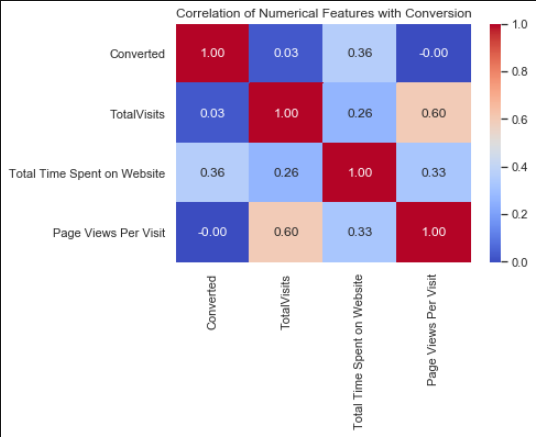 Correlation of Numerical Features with Conversion
Converted 1.00 0.03 0.36 -0.00
TotalVisits 0.03 1.00 0.26 0.60
Total Time Spent on Website 0.36 0.26 1.00 0.33
Page Views Per Visit -0.00 0.60 0.33 1.00
Converted
TotalVisits
Total Time Spent on Website
Page Views Per Visit
1.0
0.8
0.6
0.4
0.2
0.0